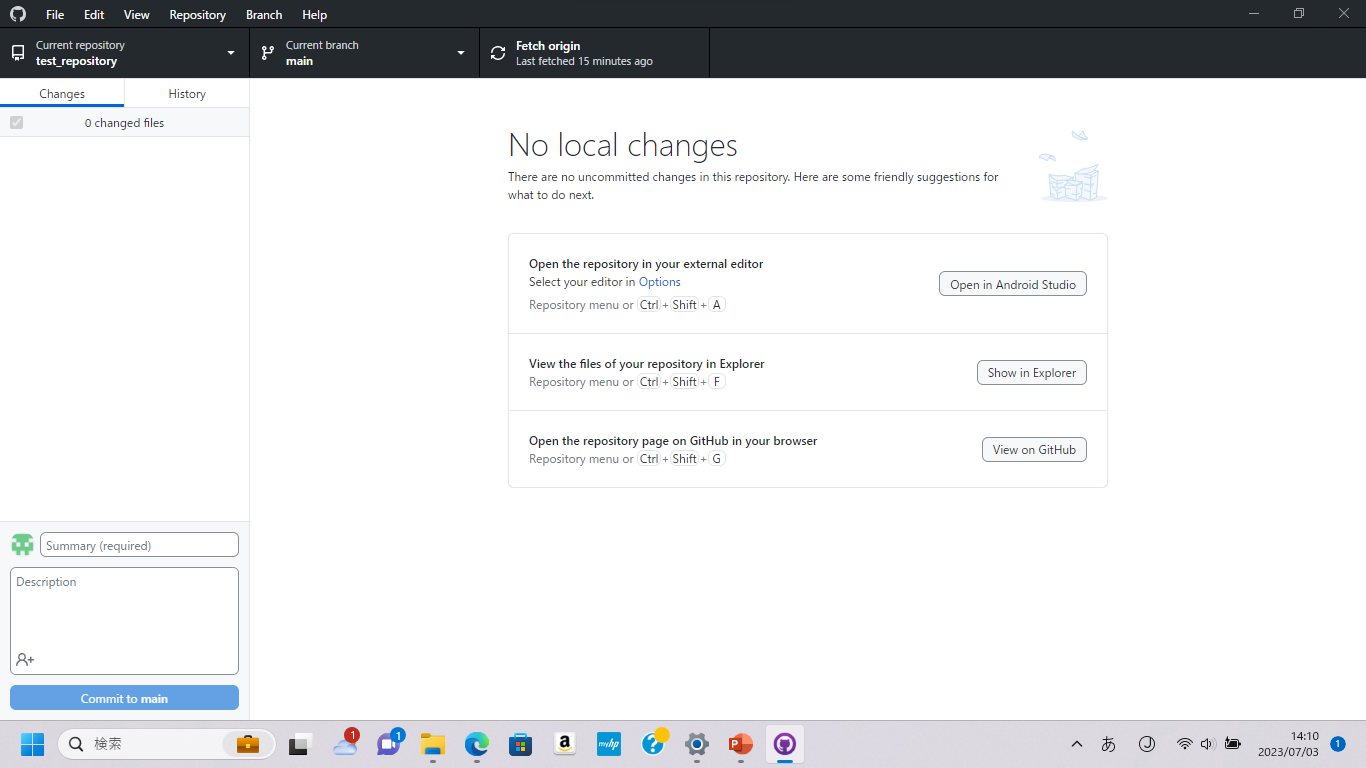 File Edit View Repository Branch Help
Current repository
test_repository
Current branch
main
Fetch origin
Last fetched 15 minutes ago
Changes
History
0 changed files
No local changes
There are no uncommitted changes in this repository. Here are some friendly suggestions for
what to do next.
Open the repository in your external editor
Select your editor in Options
Repository menu or Ctrl + Shift + A
Open in Android Studio
View the files of your repository in Explorer
Repository menu or Ctrl + Shift + F
Show in Explorer
Open the repository page on GitHub in your browser
Repository menu or Ctrl + Shift + G
View on GitHub
Summary (required)
Description
Commit to main
検索
1
1
a
myhp
?
P
あ
J
14:10
2023/07/03
1